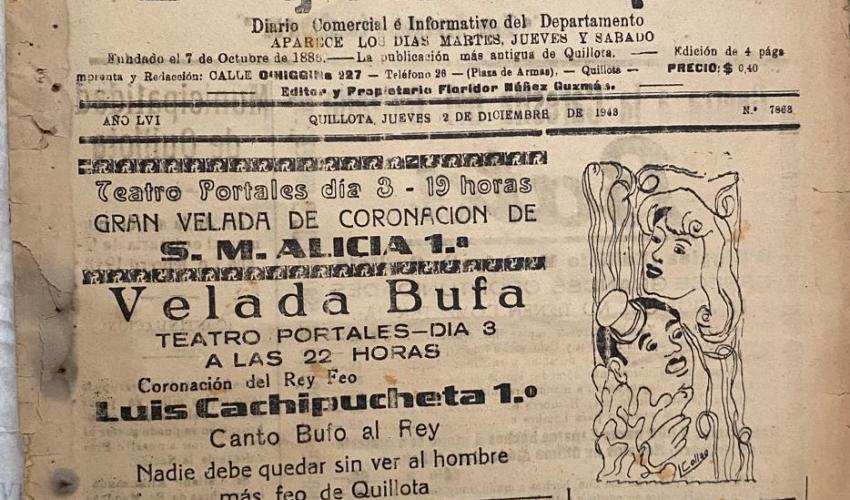 Diario Comercial é Informativo del Departamento
APARECE LOS DIAS MARTES, JUEVES Y SABADO
Fundado el 7 de Octubre de 1886.— La publicación más antigua de Quillota. —
Edición de 4 págs
mprenta y Redacción: CALLE O'HIGGINS 227 — Teléfono 26 — (Plaza de Armas), — Quillota —
PRECIO: $ 0,40
Editor y Propietario Floridor Núñez Guzmán.
AÑO LVI
QUILLOTA, JUEVES 2 DE DICIEMBRE DE 1943
N.° 7868
Teatro Portales día 3 - 19 horas
GRAN VELADA DE CORONACION DE
S. M. ALICIA 1.ª
Velada Bufa
TEATRO PORTALES—DIA 3
A LAS 22 HORAS
Coronación del Rey Feo
Luis Cachipucheta 1.º
Canto Bufo al Rey
Nadie debe quedar sin ver al hombre
más feo de Quillota